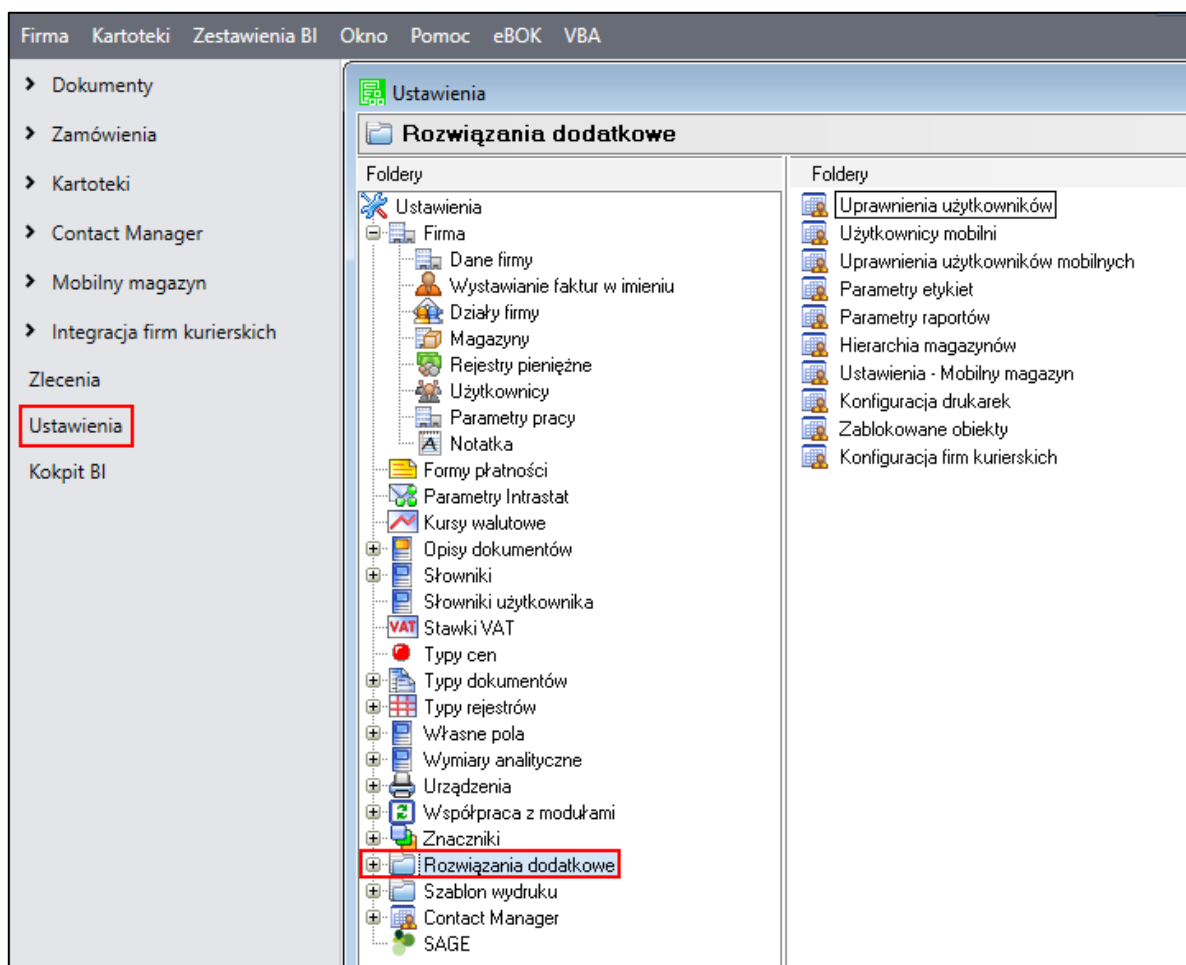 Firma Kartoteki Zestawienia BI Okno Pomoc eBOK VBA
Dokumenty
Zamówienia
Kartoteki
Contact Manager
Mobilny magazyn
Integracja firm kurierskich
Zlecenia
Ustawienia
Kokpit BI
Ustawienia
Rozwiązania dodatkowe
Foldery
Ustawienia
Firma
Dane firmy
Wystawianie faktur w imieniu
Działy firmy
Magazyny
Rejestry pieniężne
Użytkownicy
Parametry pracy
Notatka
Formy płatności
Parametry Intrastat
Kursy walutowe
Opisy dokumentów
Słowniki
Słowniki użytkownika
VAT Stawki VAT
Typy cen
Typy dokumentów
Typy rejestrów
Własne pola
Wymiary analityczne
Urządzenia
Współpraca z modułami
Znaczniki
Rozwiązania dodatkowe
Szablon wydruku
Contact Manager
SAGE
Foldery
Uprawnienia użytkowników
Użytkownicy mobilni
Uprawnienia użytkowników mobilnych
Parametry etykiet
Parametry raportów
Hierarchia magazynów
Ustawienia - Mobilny magazyn
Konfiguracja drukarek
Zablokowane obiekty
Konfiguracja firm kurierskich